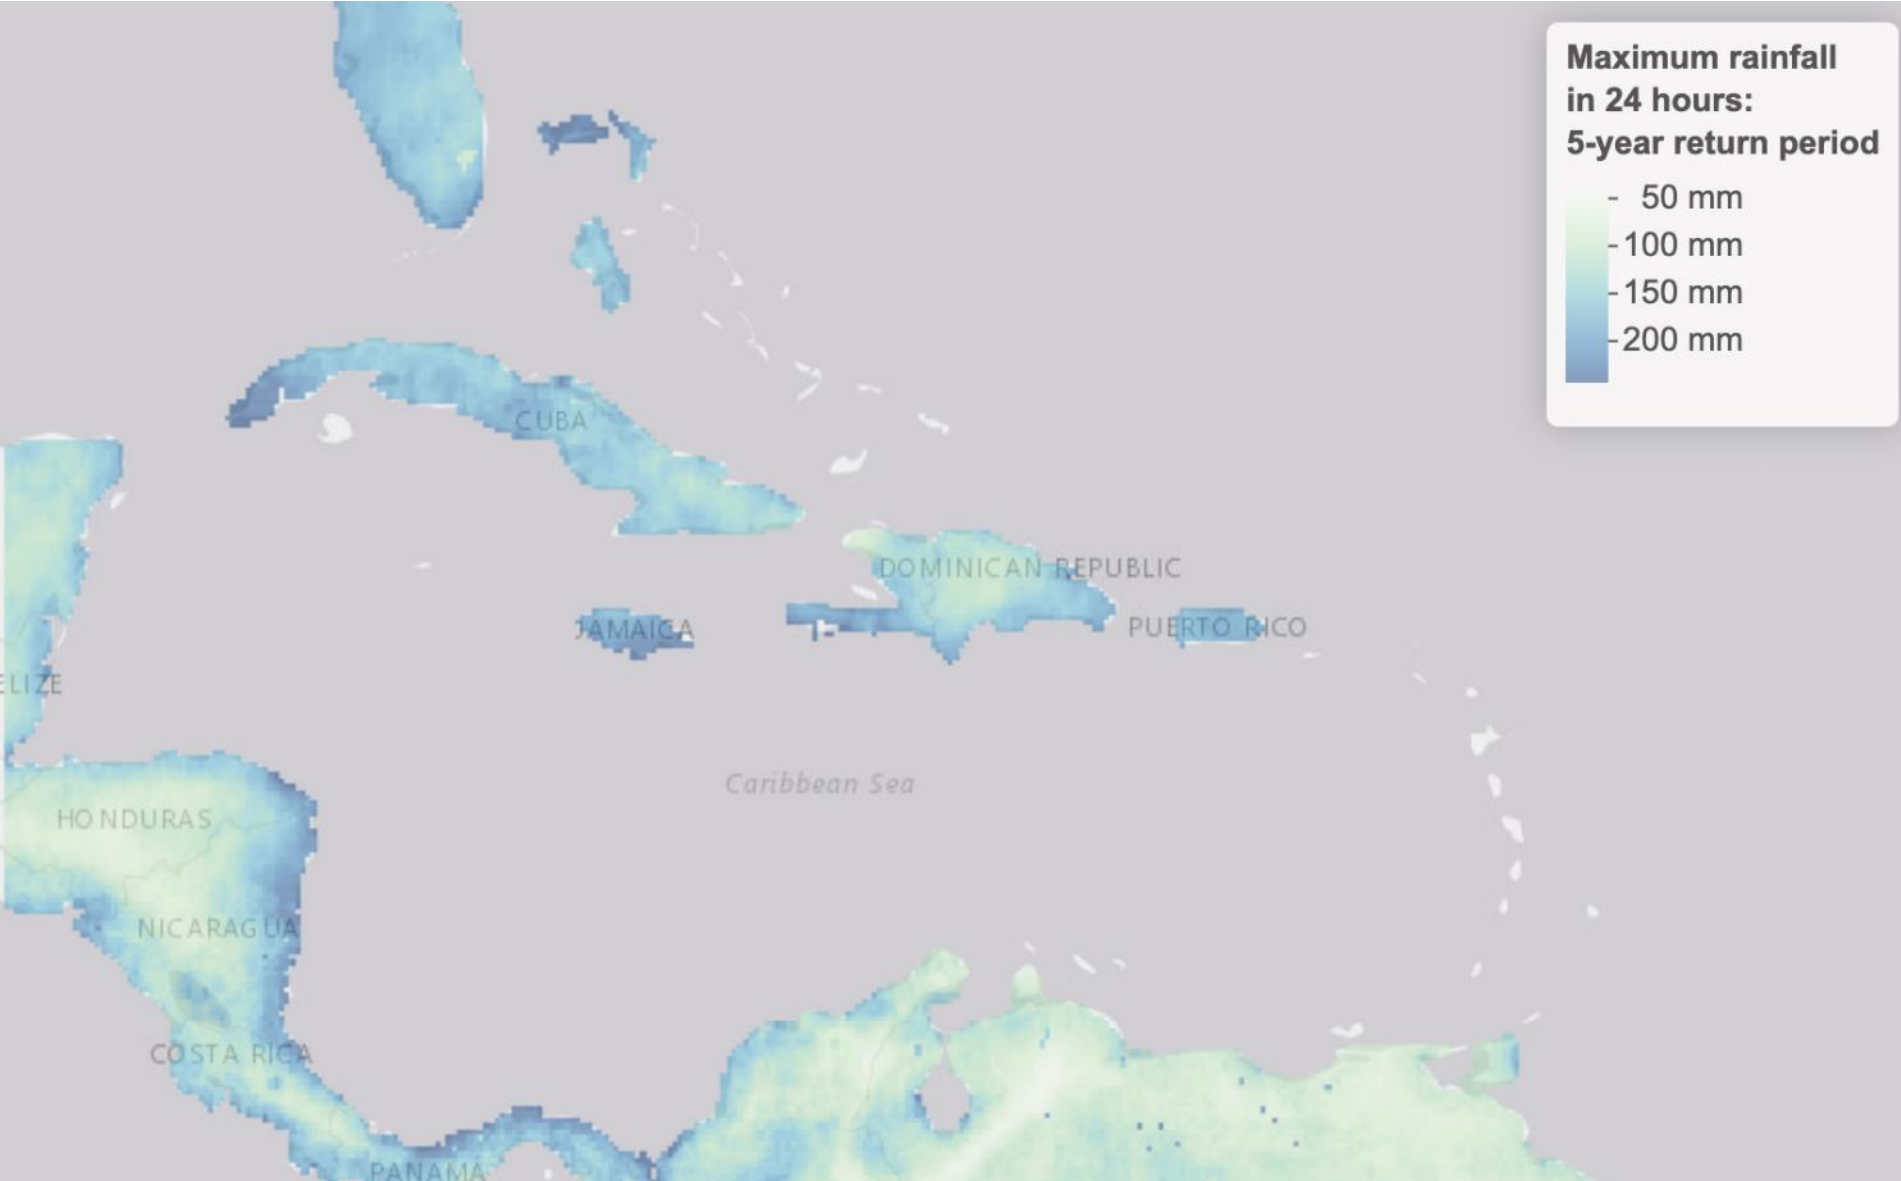 Maximum rainfall
in 24 hours:
5-year return period
- 50 mm
-100 mm
-150 mm
-200 mm
CUBA
DOMINICAN REPUBLIC
JAMAICA
PUERTO RICO
ELIZE
Caribbean Sea
HONDURAS
NICARAGUA
COSTA RICA
PANAMA